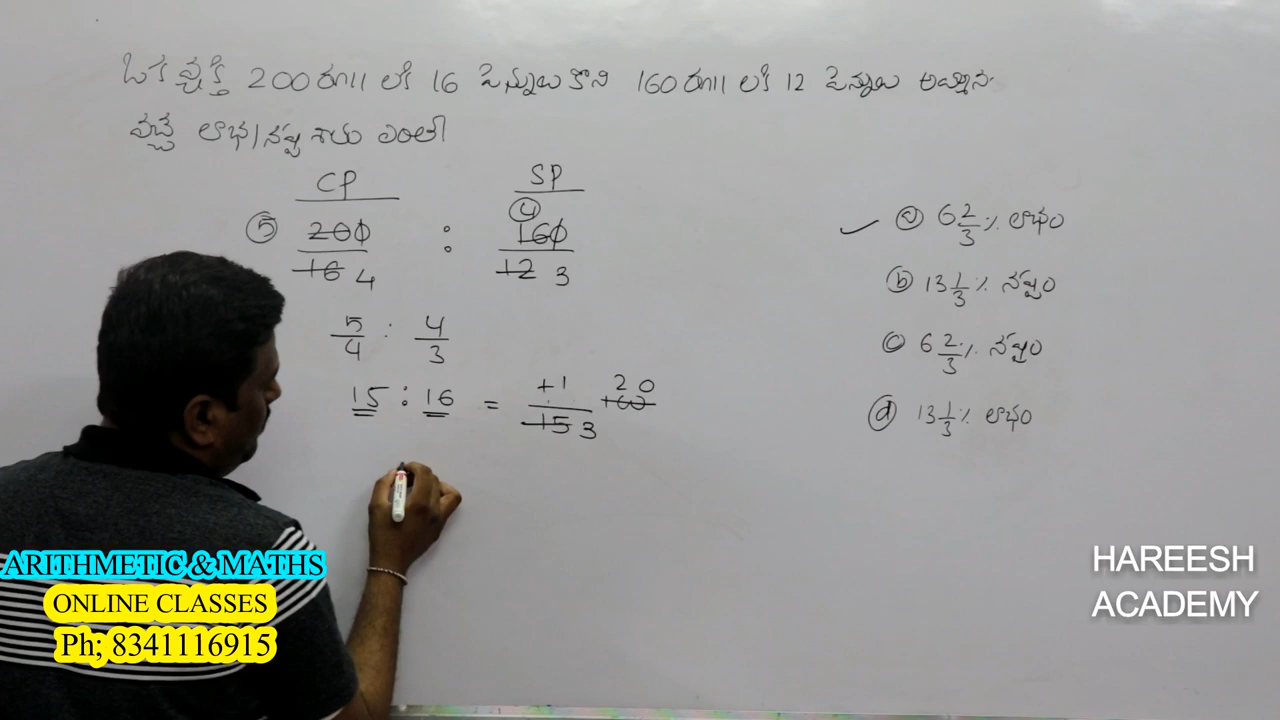 ఒక వ్యక్తి 200 రూ॥ లకి 16 పెన్నులు కొని 160 రూ॥ లకి 12 పెన్నులు అమ్మిన
వచ్చే లాభ/నష్ట శాతం ఎంత?
CP SP
5 200 : 4 160
16 4 12 3
5/4 : 4/3
15 : 16 = +1/15 3 100 20
ⓐ 6 2/3 % లాభం
ⓑ 13 1/3 % నష్టం
ⓒ 6 2/3 % నష్టం
ⓓ 13 1/3 % లాభం
ARITHMETIC & MATHS
ONLINE CLASSES
Ph; 8341116915
HAREESH
ACADEMY